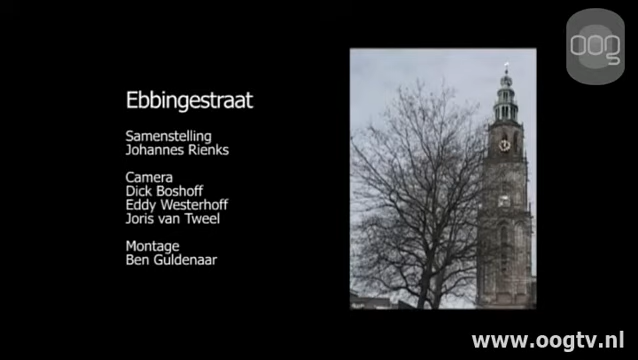 oog
Ebbingestraat
Samenstelling
Johannes Rienks
Camera
Dick Boshoff
Eddy Westerhoff
Joris van Tweel
Montage
Ben Guldenaar
www.oogtv.nl